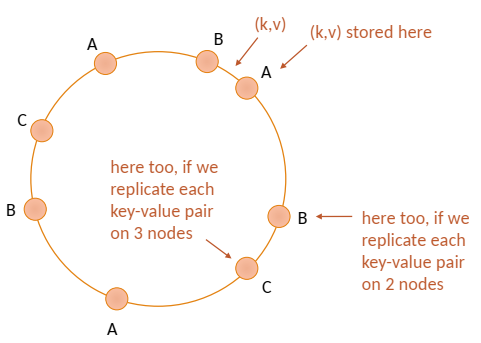 (k,v)
(k,v) stored here
B
A
A
C
here too, if we
replicate each
key-value pair
on 3 nodes
B
B
here too, if we
replicate each
key-value pair
on 2 nodes
C
A